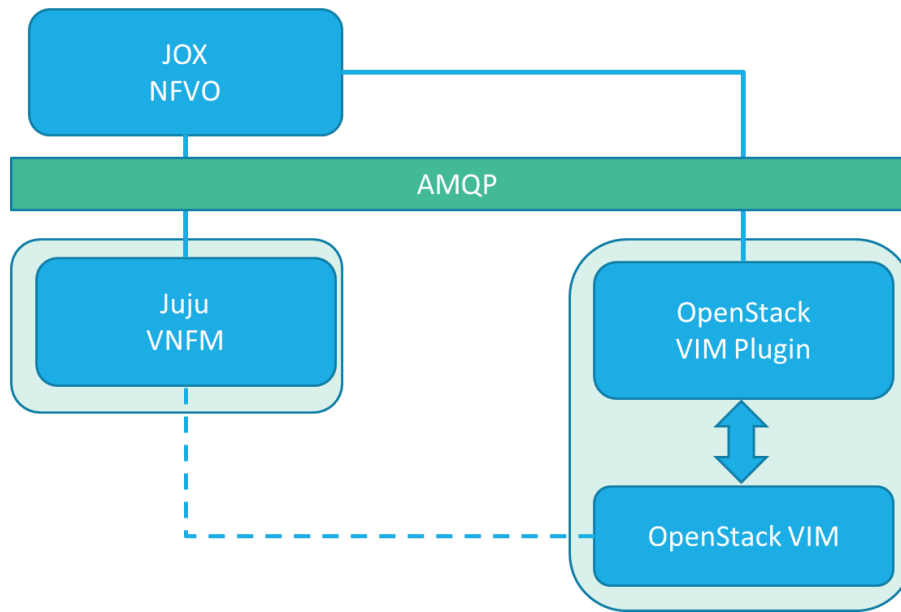 JOX
NFVO
AMQP
Juju
VNFM
OpenStack
VIM Plugin
OpenStack VIM